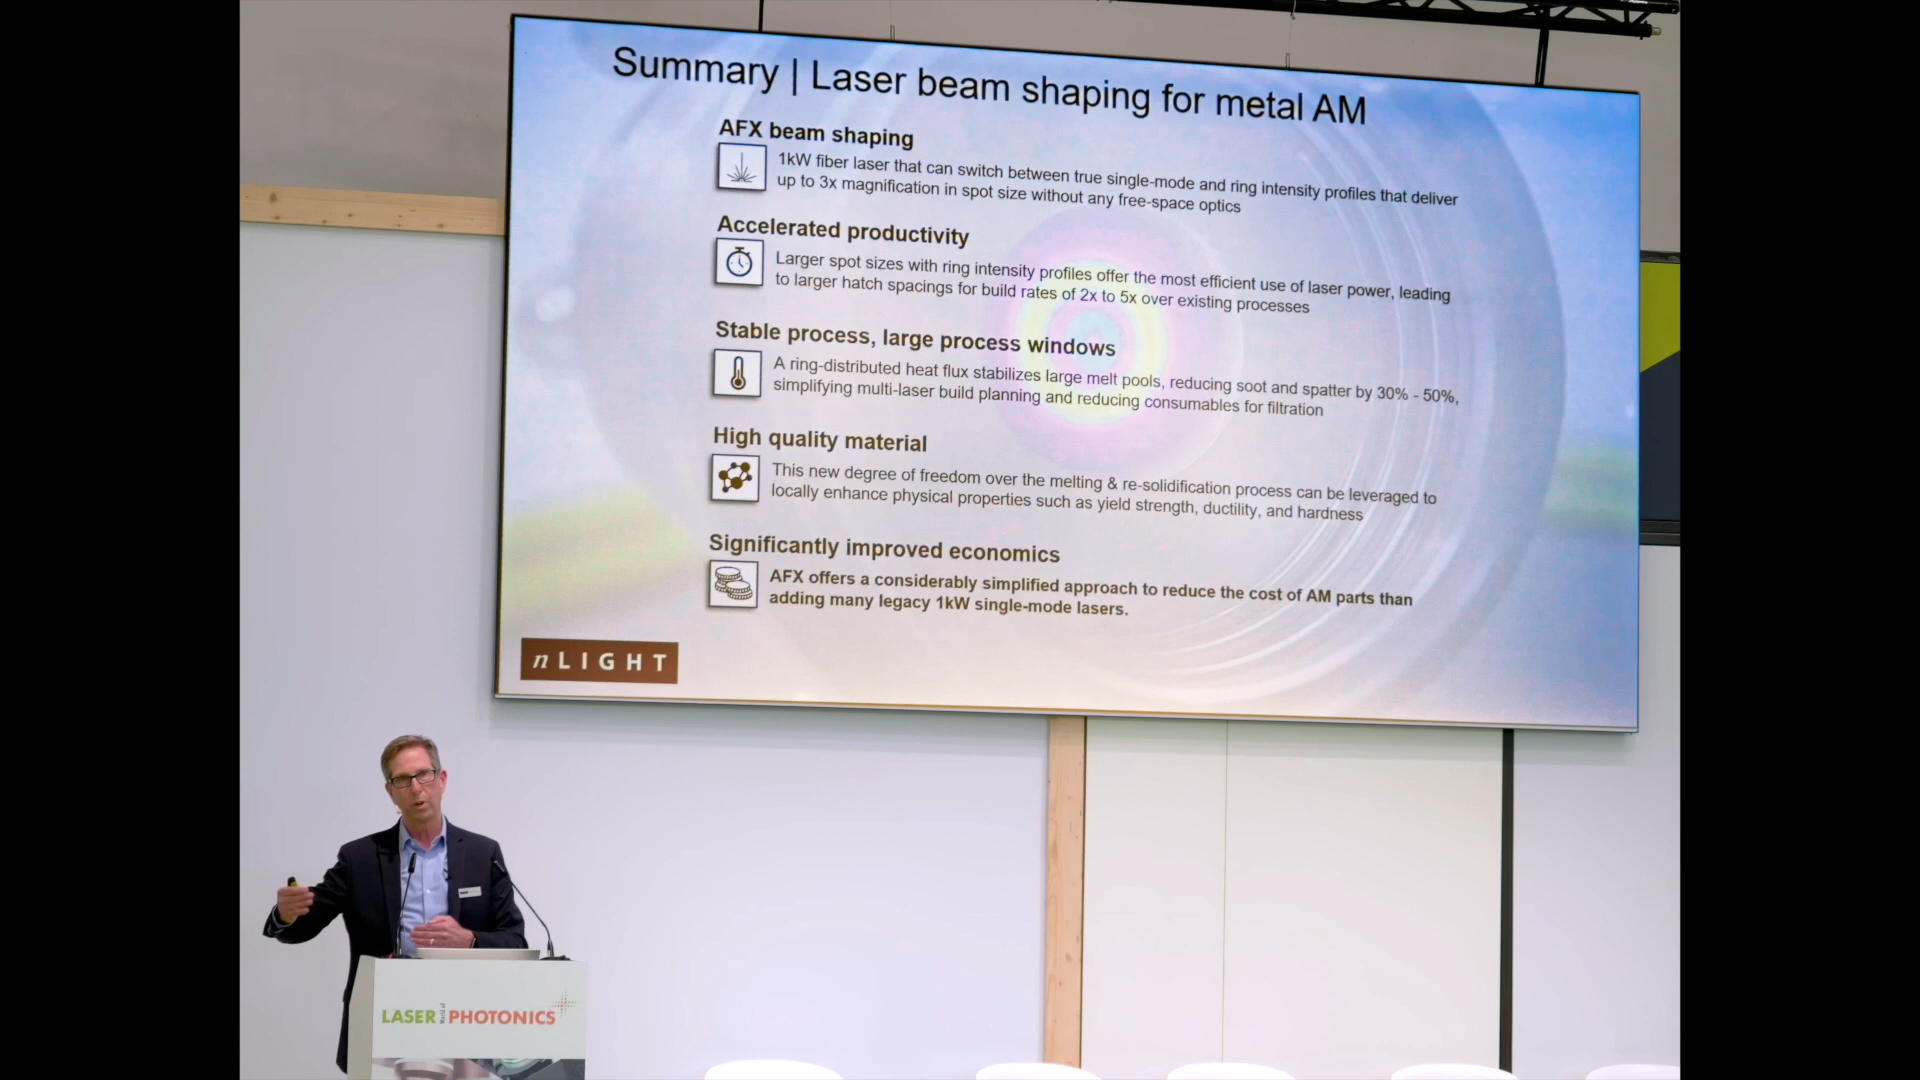 Summary | Laser beam shaping for metal AM
AFX beam shaping
1kW fiber laser that can switch between true single-mode and ring intensity profiles that deliver
up to 3x magnification in spot size without any free-space optics
Accelerated productivity
Larger spot sizes with ring intensity profiles offer the most efficient use of laser power, leading
to larger hatch spacings for build rates of 2x to 5x over existing processes
Stable process, large process windows
A ring-distributed heat flux stabilizes large melt pools, reducing soot and spatter by 30% - 50%,
simplifying multi-laser build planning and reducing consumables for filtration
High quality material
This new degree of freedom over the melting & re-solidification process can be leveraged to
locally enhance physical properties such as yield strength, ductility, and hardness
Significantly improved economics
AFX offers a considerably simplified approach to reduce the cost of AM parts than
adding many legacy 1kW single-mode lasers.
nLIGHT
LASER World of PHOTONICS